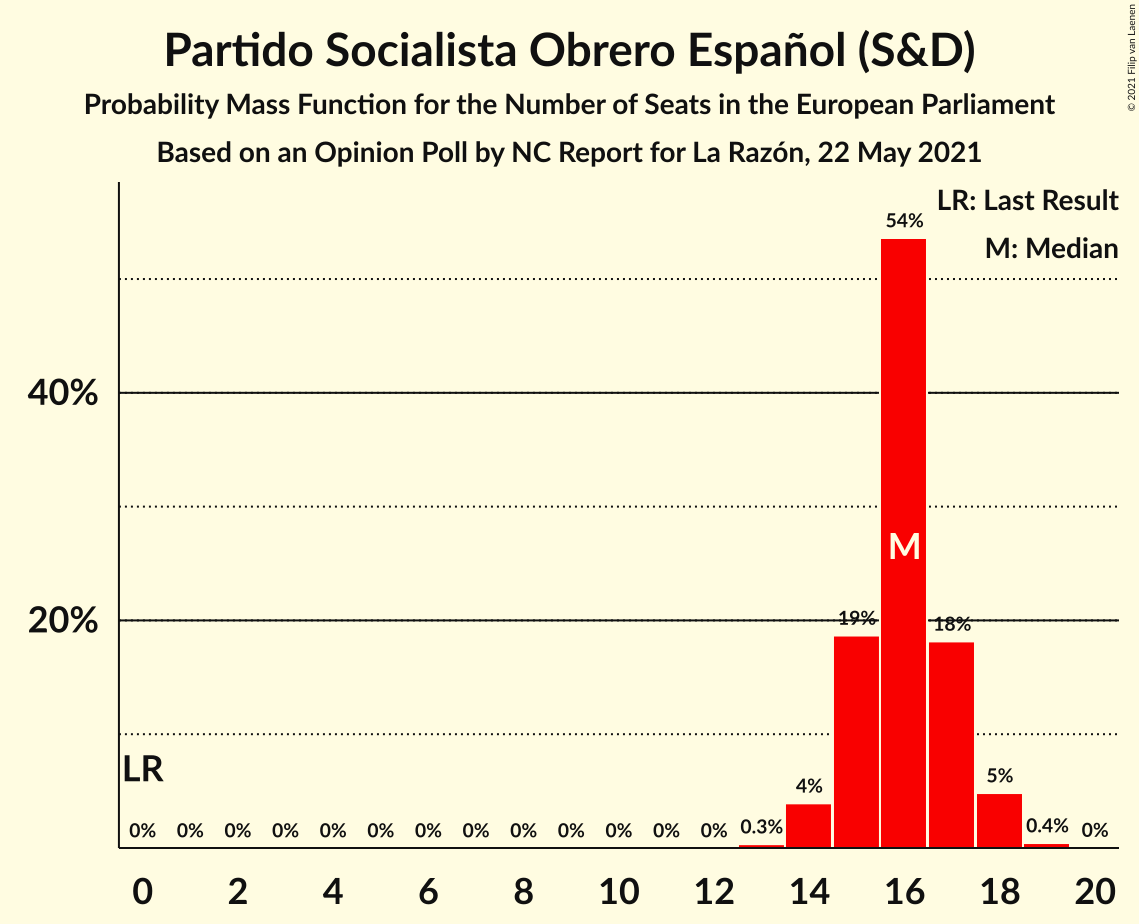 Partido Socialista Obrero Español (S&D)
Probability Mass Function for the Number of Seats in the European Parliament
Based on an Opinion Poll by NC Report for La Razón, 22 May 2021
© 2021 Filip van Laenen
LR: Last Result
M: Median
54%
40%
M
20%
19%
18%
LR
4%
5%
0% 0% 0% 0% 0% 0% 0% 0% 0% 0% 0% 0% 0% 0.3% 0.4% 0%
0 2 4 6 8 10 12 14 16 18 20